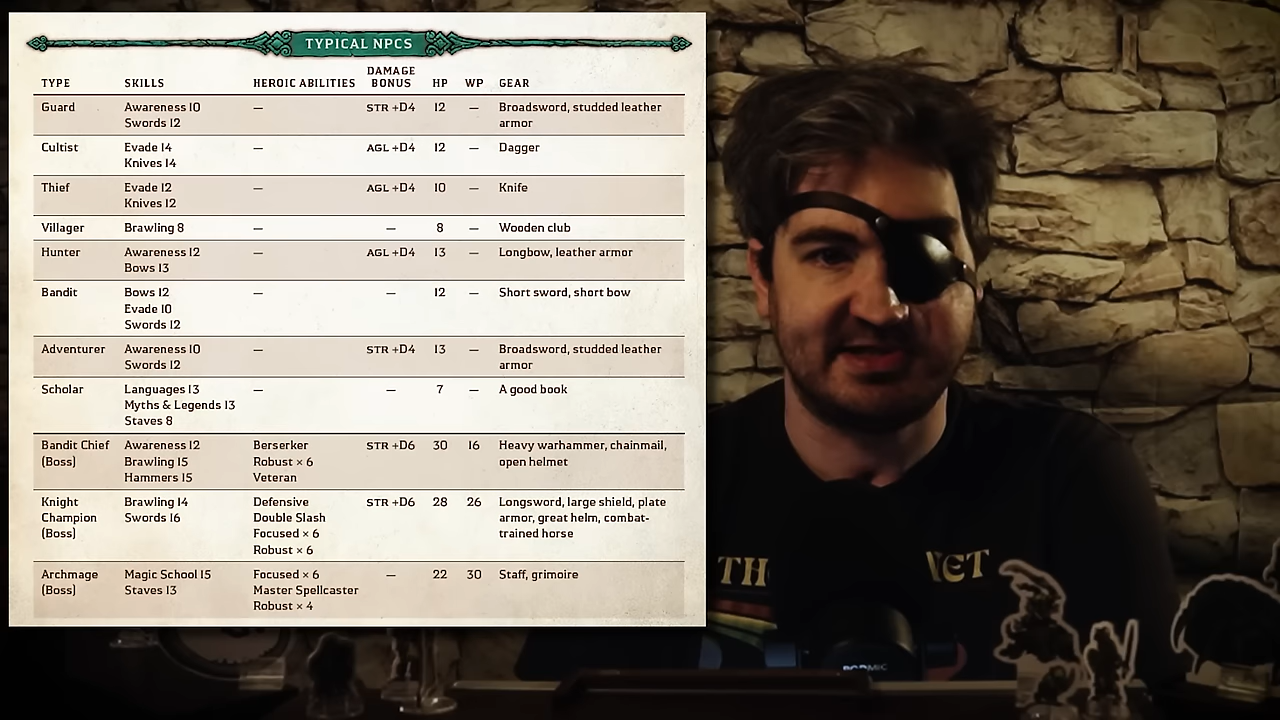 TYPICAL NPCS
TYPE SKILLS HEROIC ABILITIES DAMAGE BONUS HP WP GEAR
Guard Awareness 10 — STR +D4 12 — Broadsword, studded leather
Swords 12 armor
Cultist Evade 14 — AGL +D4 12 — Dagger
Knives 14
Thief Evade 12 — AGL +D4 10 — Knife
Knives 12
Villager Brawling 8 — — 8 — Wooden club
Hunter Awareness 12 — AGL +D4 13 — Longbow, leather armor
Bows 13
Bandit Bows 12 — — 12 — Short sword, short bow
Evade 10
Swords 12
Adventurer Awareness 10 — STR +D4 13 — Broadsword, studded leather
Swords 12 armor
Scholar Languages 13 — — 7 — A good book
Myths & Legends 13
Staves 8
Bandit Chief Awareness 12 Berserker STR +D6 30 16 Heavy warhammer, chainmail,
(Boss) Brawling 15 Robust × 6 open helmet
Hammers 15 Veteran
Knight Brawling 14 Defensive STR +D6 28 26 Longsword, large shield, plate
Champion Swords 16 Double Slash armor, great helm, combat-
(Boss) Focused × 6 trained horse
Robust × 6
Archmage Magic School 15 Focused × 6 — 22 30 Staff, grimoire
(Boss) Staves 13 Master Spellcaster
Robust × 4
TH
PODMIC